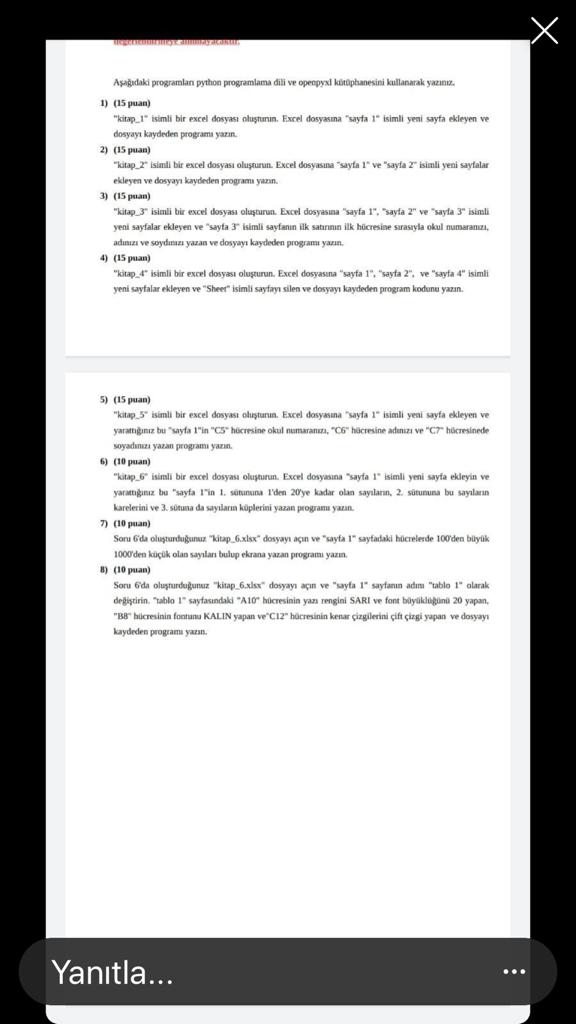 değerlendirmeye alınmayacaktır.
Aşağıdaki programları python programlama dili ve openpyxl kütüphanesini kullanarak yazınız.
1) (15 puan)
"kitap_1" isimli bir excel dosyası oluşturun. Excel dosyasına "sayfa 1" isimli yeni sayfa ekleyen ve
dosyayı kaydeden programı yazın.
2) (15 puan)
"kitap_2" isimli bir excel dosyası oluşturun. Excel dosyasına "sayfa 1" ve "sayfa 2" isimli yeni sayfalar
ekleyen ve dosyayı kaydeden programı yazın.
3) (15 puan)
"kitap_3" isimli bir excel dosyası oluşturun. Excel dosyasına "sayfa 1", "sayfa 2" ve "sayfa 3" isimli
yeni sayfalar ekleyen ve "sayfa 3" isimli sayfanın ilk satırının ilk hücresine sırasıyla okul numaranızı,
adınızı ve soydınızı yazan ve dosyayı kaydeden programı yazın.
4) (15 puan)
"kitap_4" isimli bir excel dosyası oluşturun. Excel dosyasına "sayfa 1", "sayfa 2", ve "sayfa 4" isimli
yeni sayfalar ekleyen ve "Sheet" isimli sayfayı silen ve dosyayı kaydeden program kodunu yazın.
5) (15 puan)
"kitap_5" isimli bir excel dosyası oluşturun. Excel dosyasına "sayfa 1" isimli yeni sayfa ekleyen ve
yarattığınız bu "sayfa 1"in "C5" hücresine okul numaranızı, "C6" hücresine adınızı ve "C7" hücresinede
soyadınızı yazan programı yazın.
6) (10 puan)
"kitap_6" isimli bir excel dosyası oluşturun. Excel dosyasına "sayfa 1" isimli yeni sayfa ekleyin ve
yarattığınız bu "sayfa 1"in 1. sütununa 1'den 20'ye kadar olan sayıların, 2. sütununa bu sayıların
karelerini ve 3. sütuna da sayıların küplerini yazan programı yazın.
7) (10 puan)
Soru 6'da oluşturduğunuz "kitap_6.xlsx" dosyayı açın ve "sayfa 1" sayfadaki hücrelerde 100'den büyük
1000'den küçük olan sayıları bulup ekrana yazan programı yazın.
8) (10 puan)
Soru 6'da oluşturduğunuz "kitap_6.xlsx" dosyayı açın ve "sayfa 1" sayfanın adını "tablo 1" olarak
değiştirin. "tablo 1" sayfasındaki "A10" hücresinin yazı rengini SARI ve font büyüklüğünü 20 yapan,
"B8" hücresinin fontunu KALIN yapan ve"C12" hücresinin kenar çizgilerini çift çizgi yapan ve dosyayı
kaydeden programı yazın.
Yanıtla...